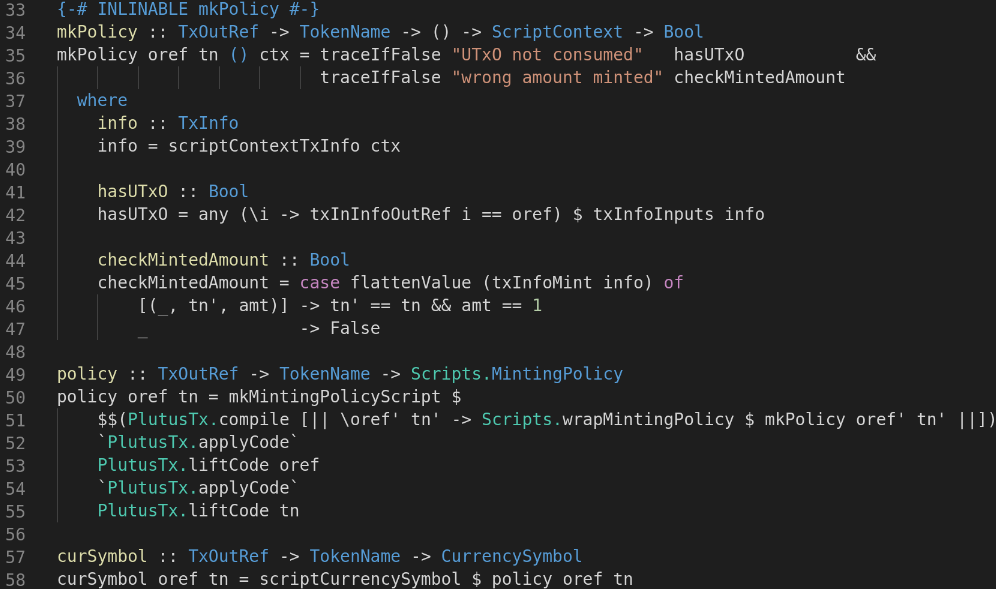 33 {-# INLINABLE mkPolicy #-}
34 mkPolicy :: TxOutRef -> TokenName -> () -> ScriptContext -> Bool
35 mkPolicy oref tn () ctx = traceIfFalse "UTxO not consumed"   hasUTxO           &&
36                           traceIfFalse "wrong amount minted" checkMintedAmount
37   where
38     info :: TxInfo
39     info = scriptContextTxInfo ctx
40
41     hasUTxO :: Bool
42     hasUTxO = any (\i -> txInInfoOutRef i == oref) $ txInfoInputs info
43
44     checkMintedAmount :: Bool
45     checkMintedAmount = case flattenValue (txInfoMint info) of
46         [(_, tn', amt)] -> tn' == tn && amt == 1
47         _               -> False
48
49 policy :: TxOutRef -> TokenName -> Scripts.MintingPolicy
50 policy oref tn = mkMintingPolicyScript $
51     $$(PlutusTx.compile [|| \oref' tn' -> Scripts.wrapMintingPolicy $ mkPolicy oref' tn' ||])
52     `PlutusTx.applyCode`
53     PlutusTx.liftCode oref
54     `PlutusTx.applyCode`
55     PlutusTx.liftCode tn
56
57 curSymbol :: TxOutRef -> TokenName -> CurrencySymbol
58 curSymbol oref tn = scriptCurrencySymbol $ policy oref tn